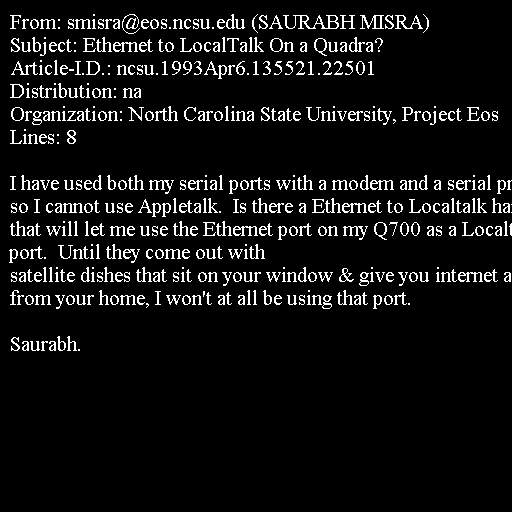 From: smisra@eos.ncsu.edu (SAURABH MISRA)
Subject: Ethernet to LocalTalk On a Quadra?
Article-I.D.: ncsu.1993Apr6.135521.22501
Distribution: na
Organization: North Carolina State University, Project Eos
Lines: 8

I have used both my serial ports with a modem and a serial
so I cannot use Appletalk.  Is there a Ethernet to Localtalk
that will let me use the Ethernet port on my Q700 as a
port.  Until they come out with
satellite dishes that sit on your window & give you internet
from your home, I won't at all be using that port.

Saurabh.